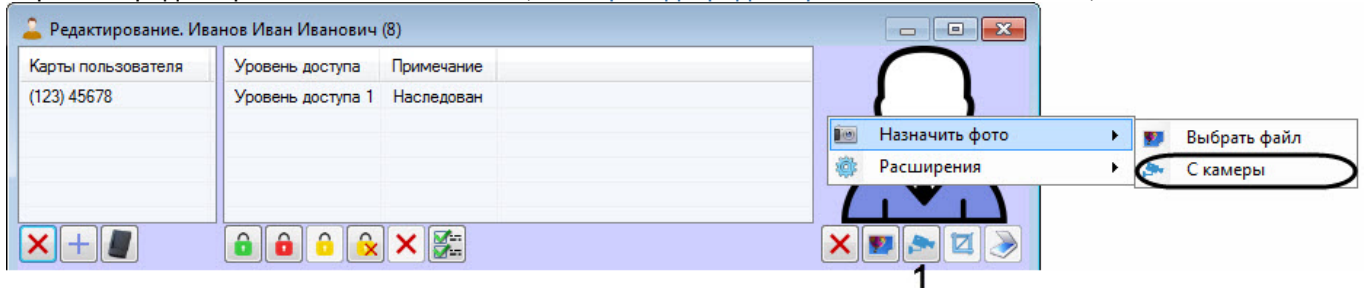 Редактирование. Иванов Иван Иванович (8)
Карты пользователя Уровень доступа Примечание
(123) 45678 Уровень доступа 1 Наследован
Назначить фото
Выбрать файл
Расширения
С камеры
1